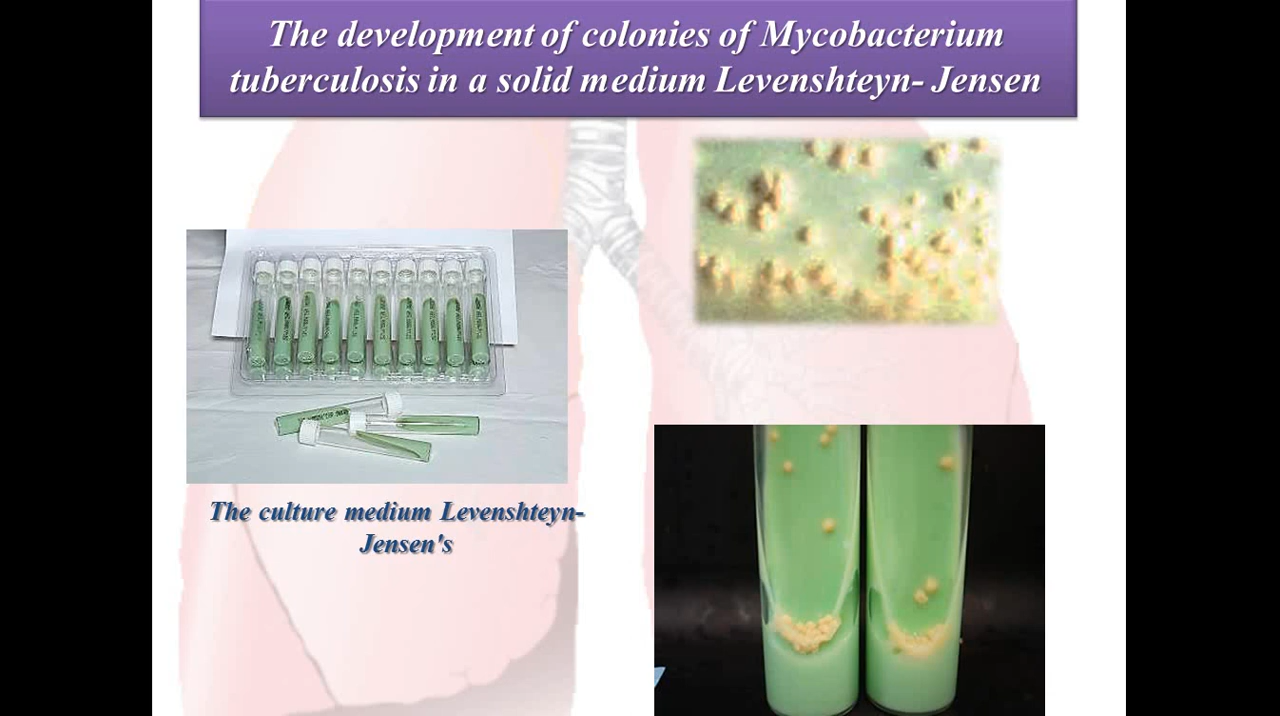 The development of colonies of Mycobacterium
tuberculosis in a solid medium Levenshteyn- Jensen
The culture medium Levenshteyn-
Jensen's